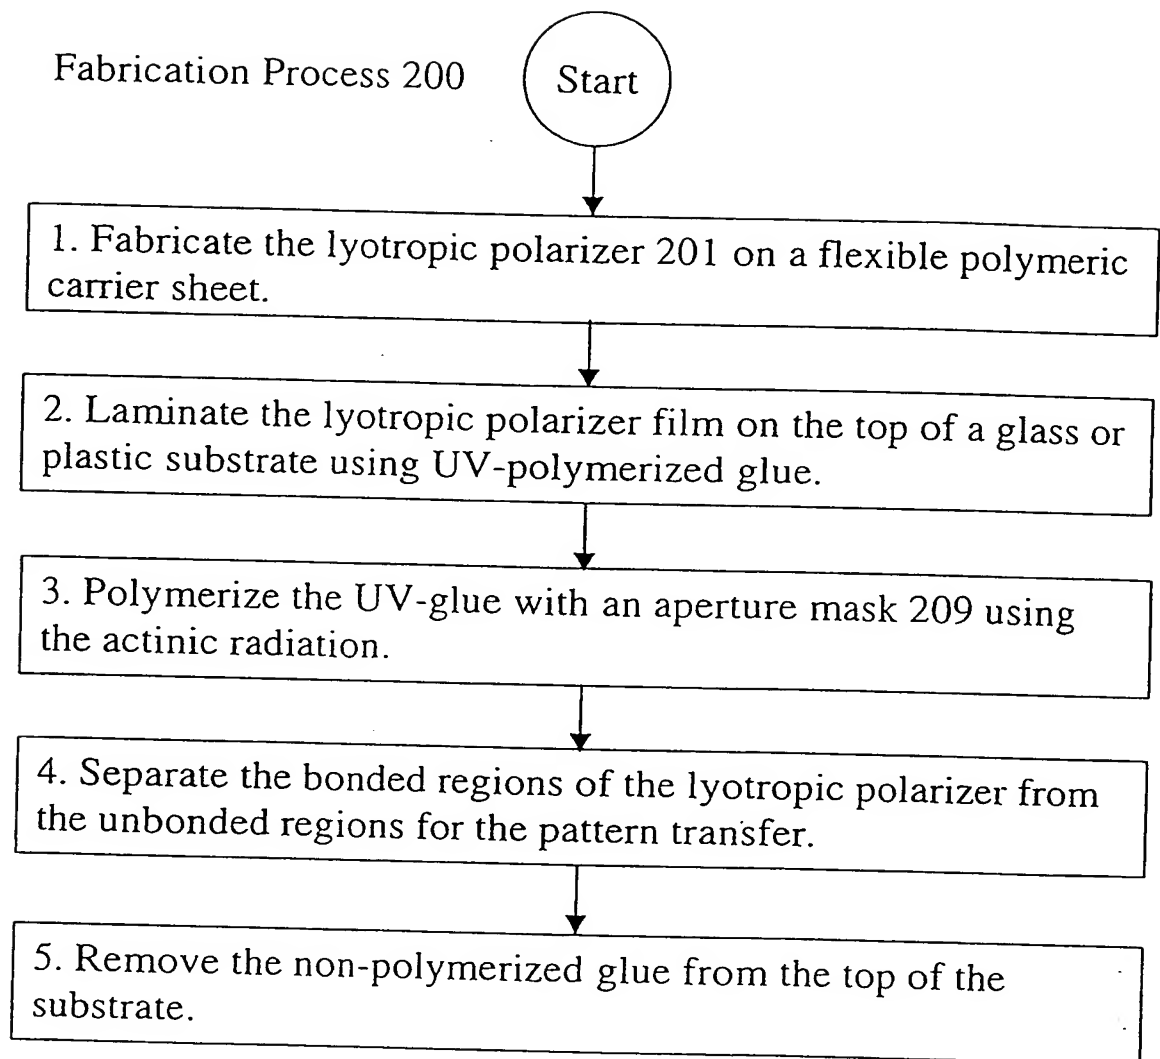 Fabrication Process 200
Start
1. Fabricate the lyotropic polarizer 201 on a flexible polymeric
carrier sheet.
2. Laminate the lyotropic polarizer film on the top of a glass or
plastic substrate using UV-polymerized glue.
3. Polymerize the UV-glue with an aperture mask 209 using
the actinic radiation.
4. Separate the bonded regions of the lyotropic polarizer from
the unbonded regions for the pattern transfer.
5. Remove the non-polymerized glue from the top of the
substrate.